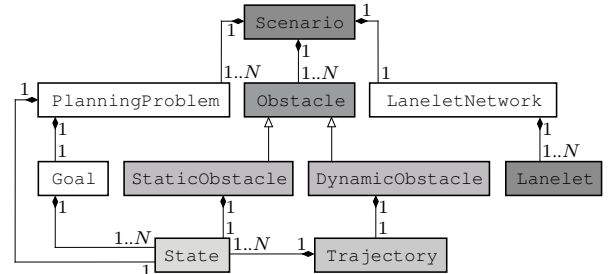 Scenario
1
1
1
1..N
1..N
1
1
PlanningProblem
Obstacle
LaneletNetwork
1
1
1
1
1..N
Goal
StaticObstacle
DynamicObstacle
Lanelet
1
1
1
1..N
1
1..N
1
1
State
Trajectory
1